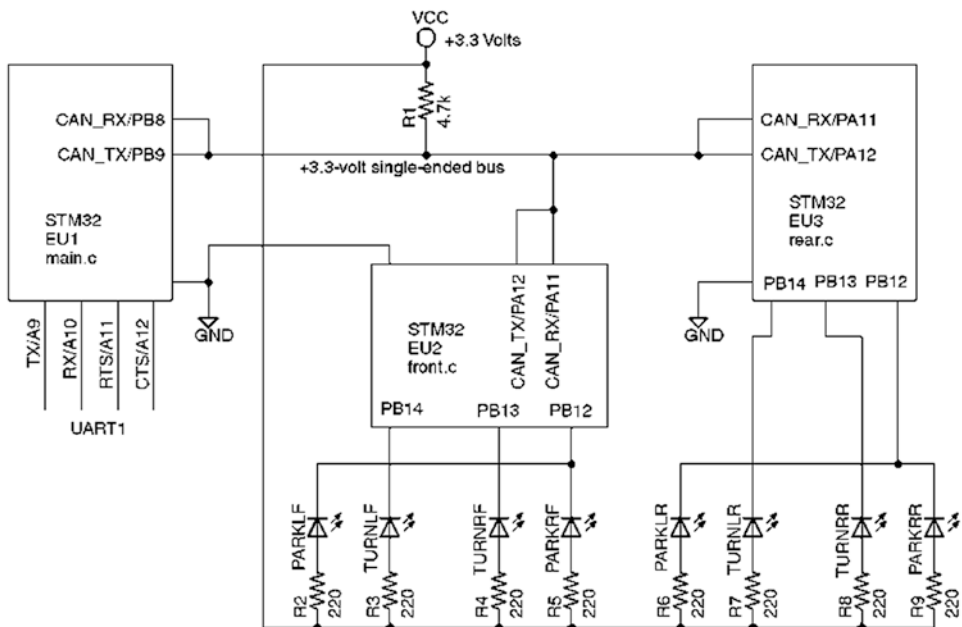 VCC
+3.3 Volts
R1
4.7k
CAN_RX/PB8
CAN_TX/PB9
+3.3-volt single-ended bus
STM32
EU1
main.c
GND
TX/A9
RX/A10
RTS/A11
CTS/A12
UART1
CAN_TX/PA12
CAN_RX/PA11
STM32
EU2
front.c
PB14
PB13
PB12
CAN_RX/PA11
CAN_TX/PA12
STM32
EU3
rear.c
PB14
PB13
PB12
GND
PARKLF
TURNLF
TURNRF
PARKRF
PARKLR
TURNLR
TURNRR
PARKRR
R2
220
R3
220
R4
220
R5
220
R6
220
R7
220
R8
220
R9
220